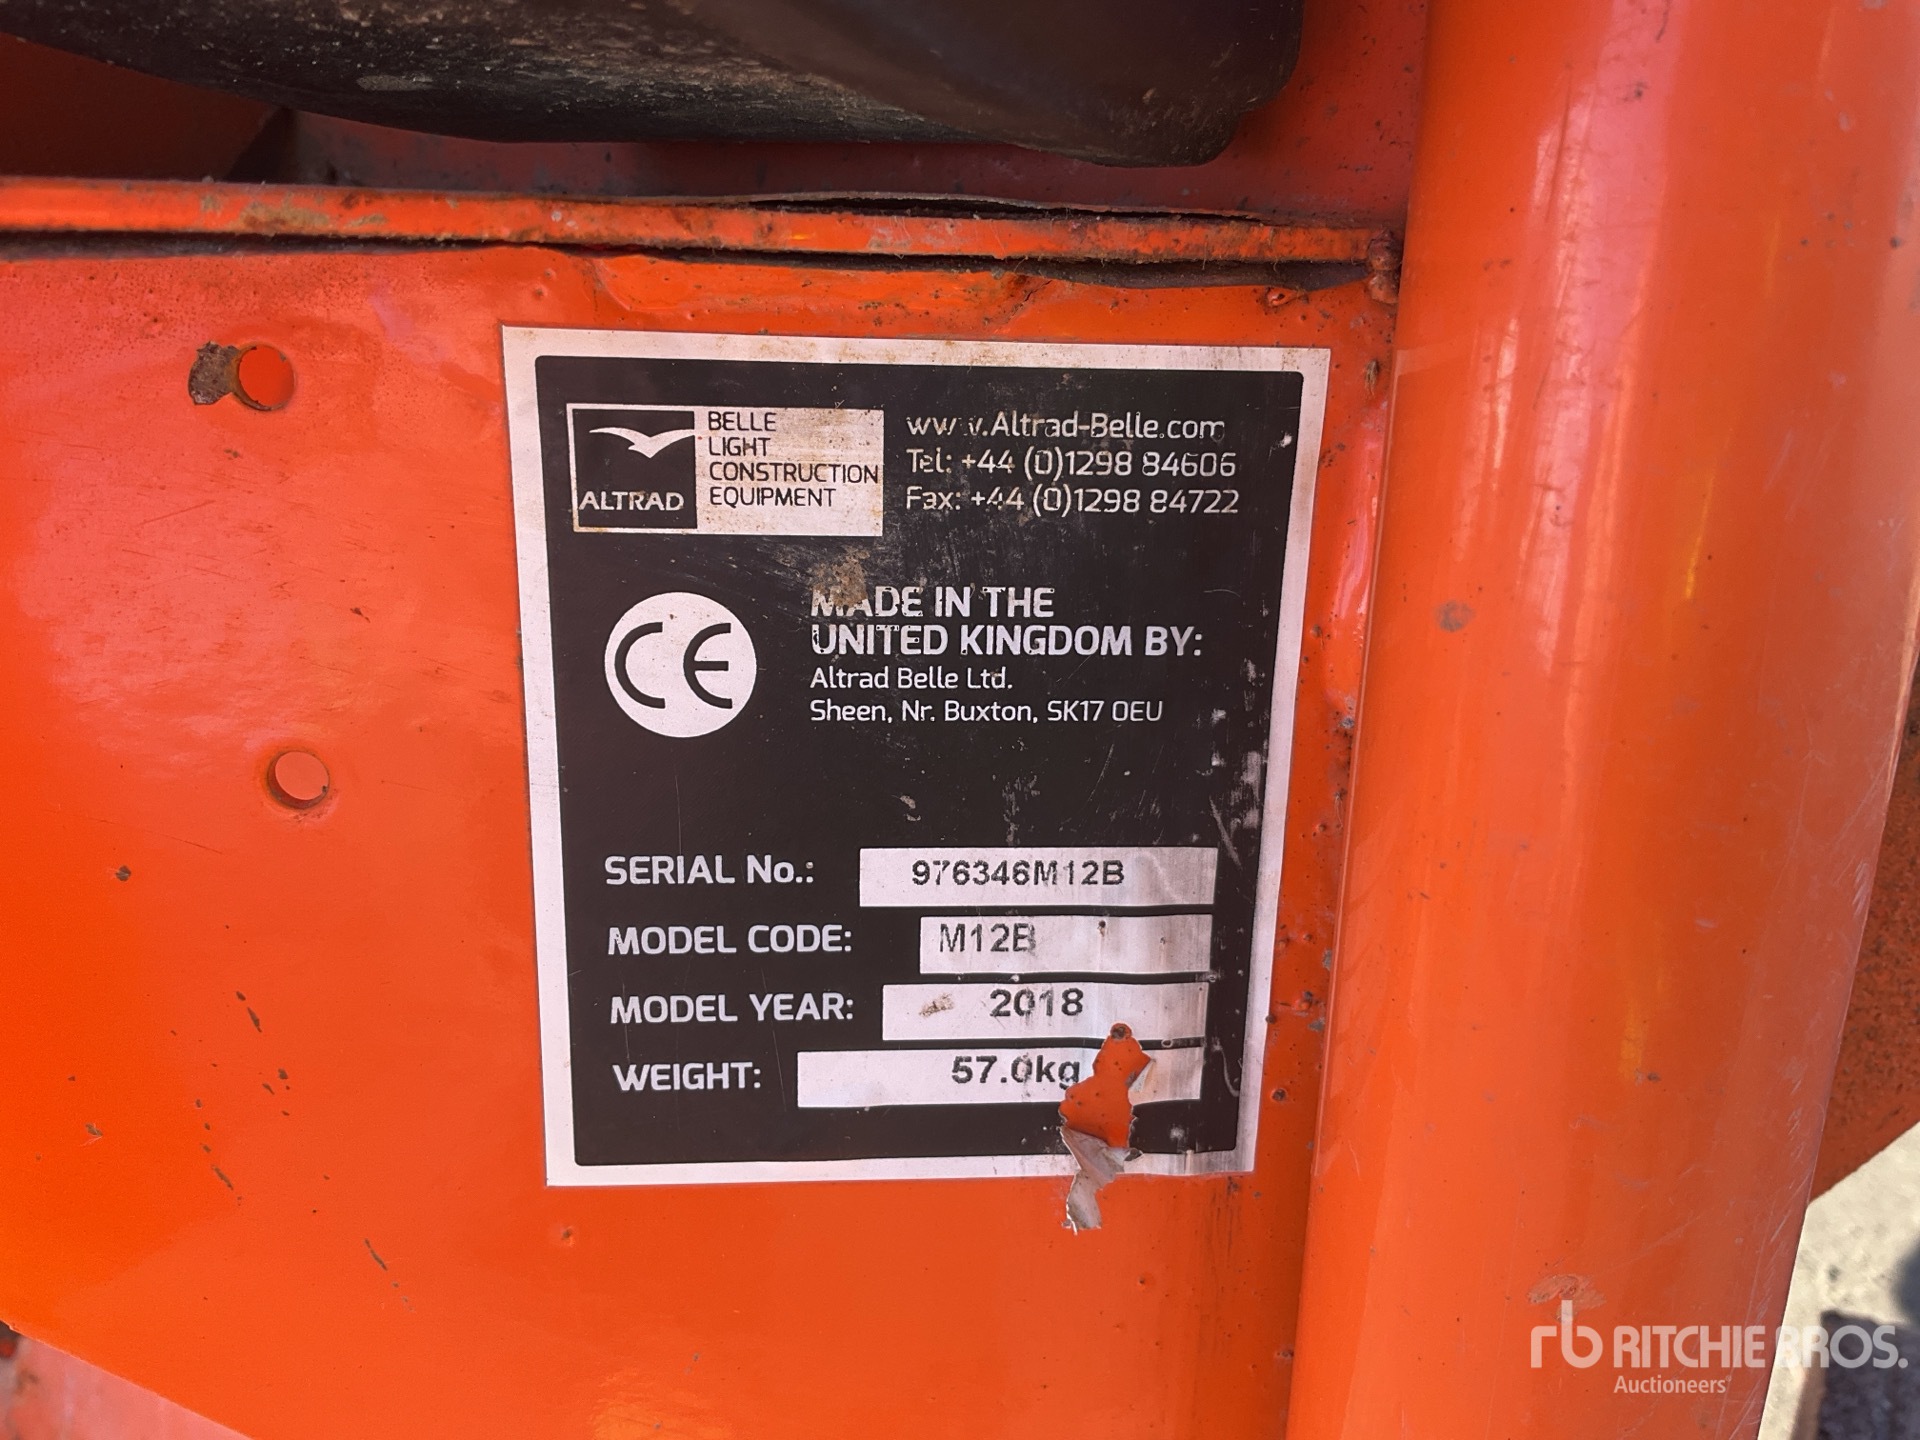 BELLE
LIGHT
CONSTRUCTION
EQUIPMENT
ALTRAD
www.Altrad-Belle.com
Tel: +44 (0)1298 84606
Fax: +44 (0)1298 84722
CE
MADE IN THE
UNITED KINGDOM BY:
Altrad Belle Ltd.
Sheen, Nr. Buxton, SK17 0EU
SERIAL No.: 976346M12B
MODEL CODE: M12B
MODEL YEAR: 2018
WEIGHT: 57.0kg
rb RITCHIE BROS.
Auctioneers